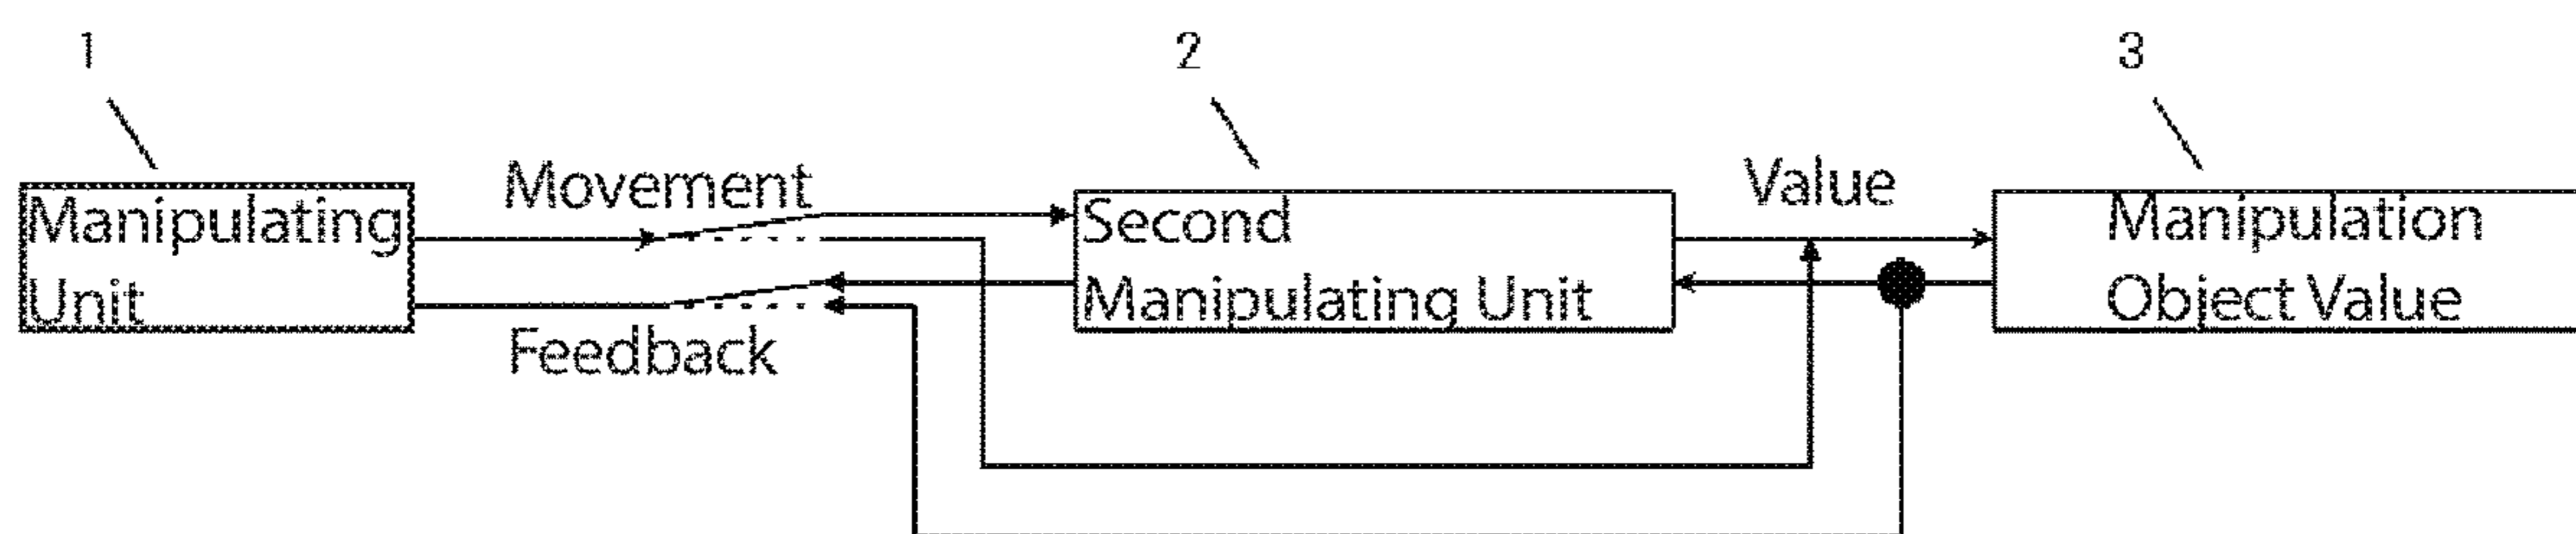 1
2
3
Movement
Value
Manipulating
Unit
Second
Manipulating Unit
Manipulation
Object Value
Feedback